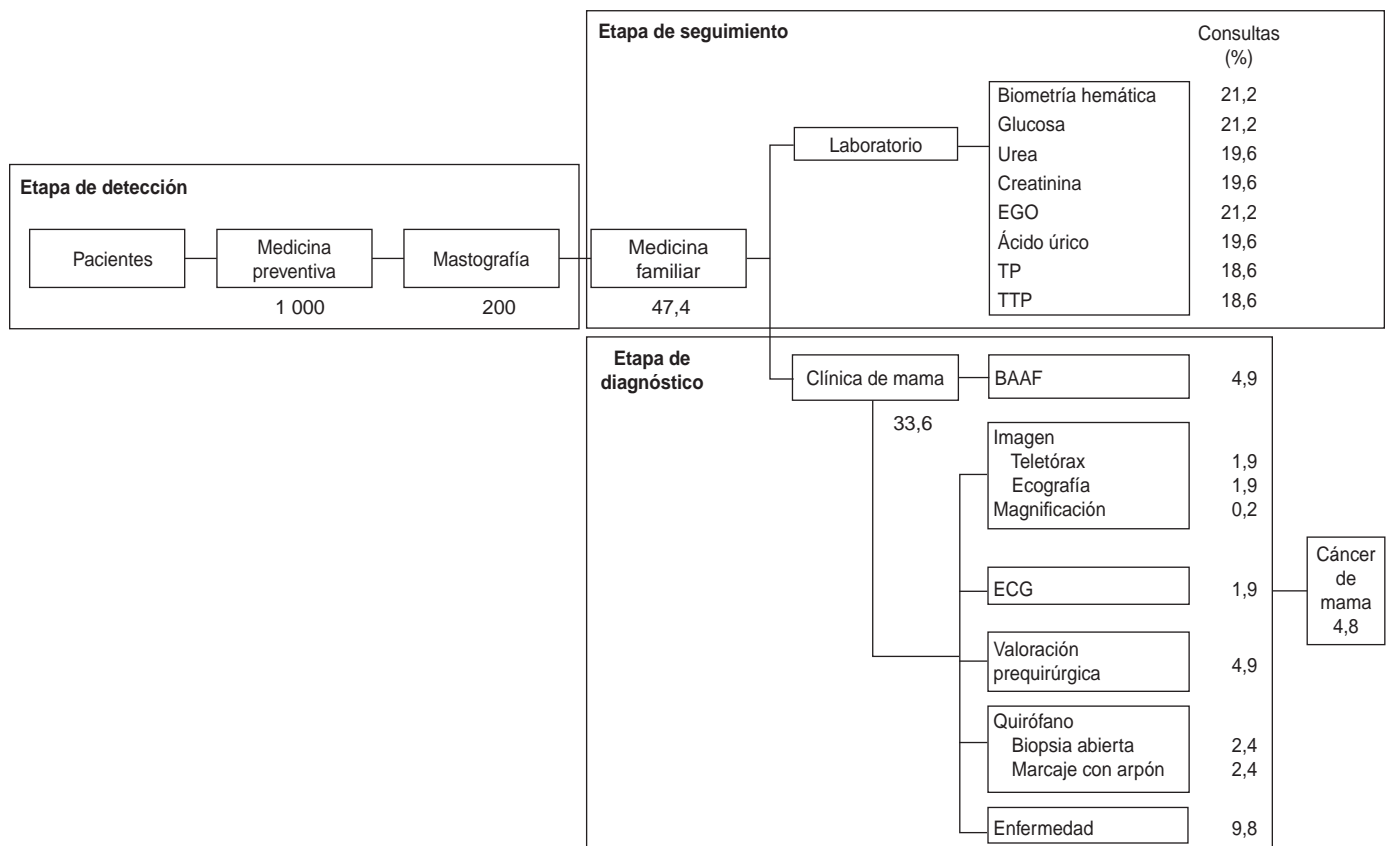 Etapa de detección
Pacientes
Medicina
preventiva
1 000
Mastografía
200
Etapa de seguimiento
Consultas
(%)
Medicina
familiar
47,4
Laboratorio
Biometría hemática 21,2
Glucosa 21,2
Urea 19,6
Creatinina 19,6
EGO 21,2
Ácido úrico 19,6
TP 18,6
TTP 18,6
Etapa de
diagnóstico
Clínica de mama
33,6
BAAF 4,9
Imagen
Teletórax 1,9
Ecografía 1,9
Magnificación 0,2
ECG 1,9
Valoración
prequirúrgica 4,9
Quirófano
Biopsia abierta 2,4
Marcaje con arpón 2,4
Enfermedad 9,8
Cáncer
de
mama
4,8